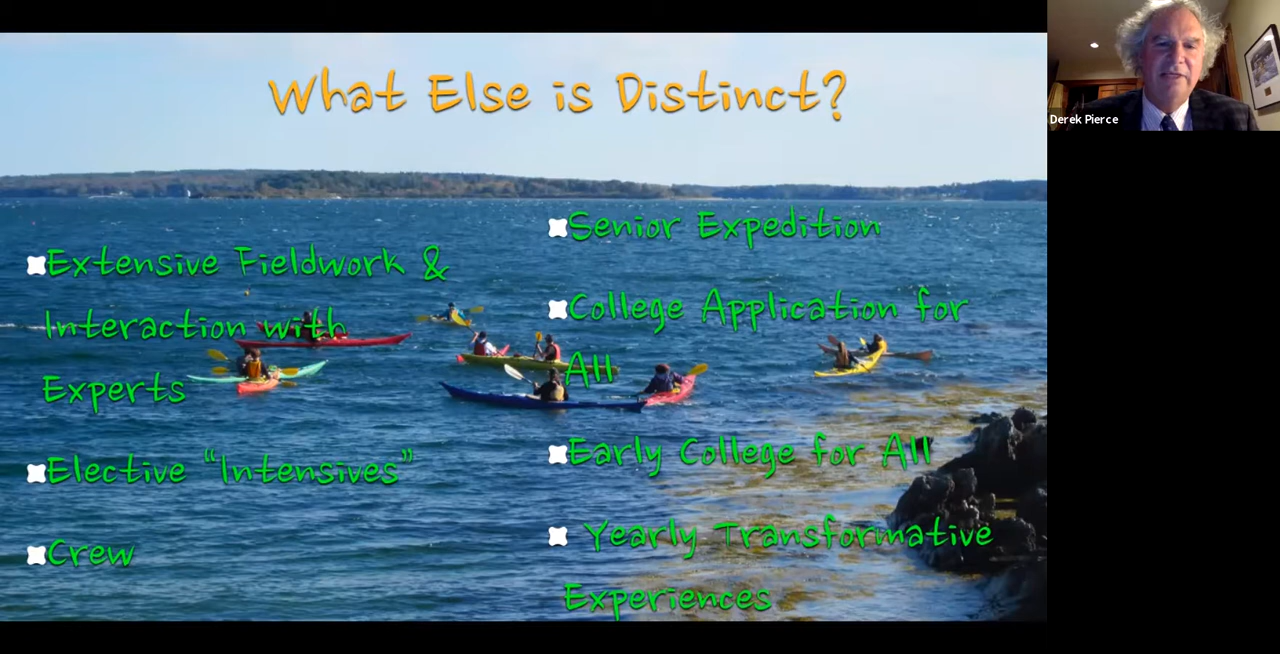 What Else is Distinct?
Extensive Fieldwork &
Interaction with
Experts
Elective “Intensives”
Crew
Senior Expedition
College Application for
All
Early College for All
Yearly Transformative
Experiences
Derek Pierce